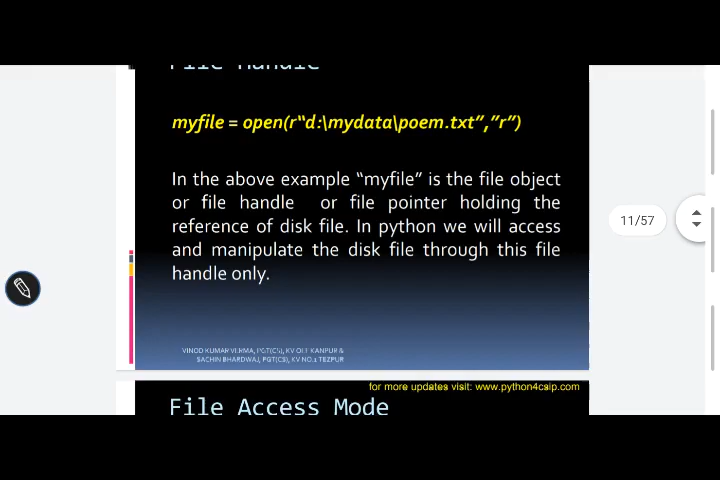 File Handle
myfile = open(r“d:\mydata\poem.txt”,”r”)
In the above example “myfile” is the file object
or file handle or file pointer holding the
reference of disk file. In python we will access
and manipulate the disk file through this file
handle only.
11/57
VINOD KUMAR VERMA, PGT(CS), KV OEF KANPUR &
SACHIN BHARDWAJ, PGT(CS), KV NO.1 TEZPUR
for more updates visit: www.python4csip.com
File Access Mode